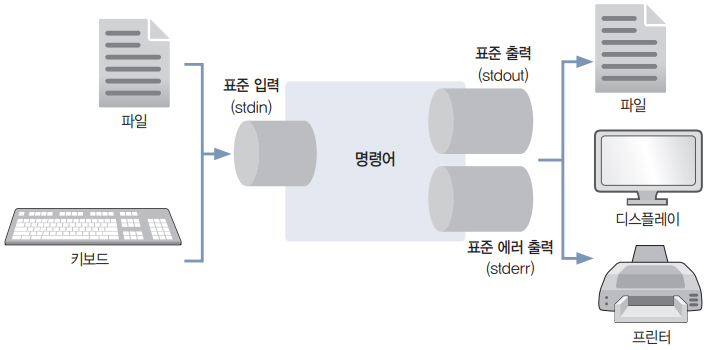 파일
키보드
표준 입력
(stdin)
명령어
표준 출력
(stdout)
표준 에러 출력
(stderr)
파일
디스플레이
프린터